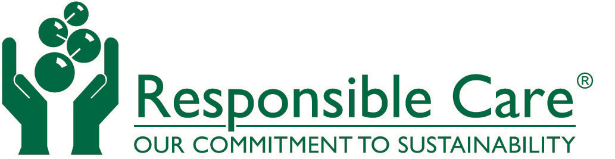 Responsible Care®
OUR COMMITMENT TO SUSTAINABILITY